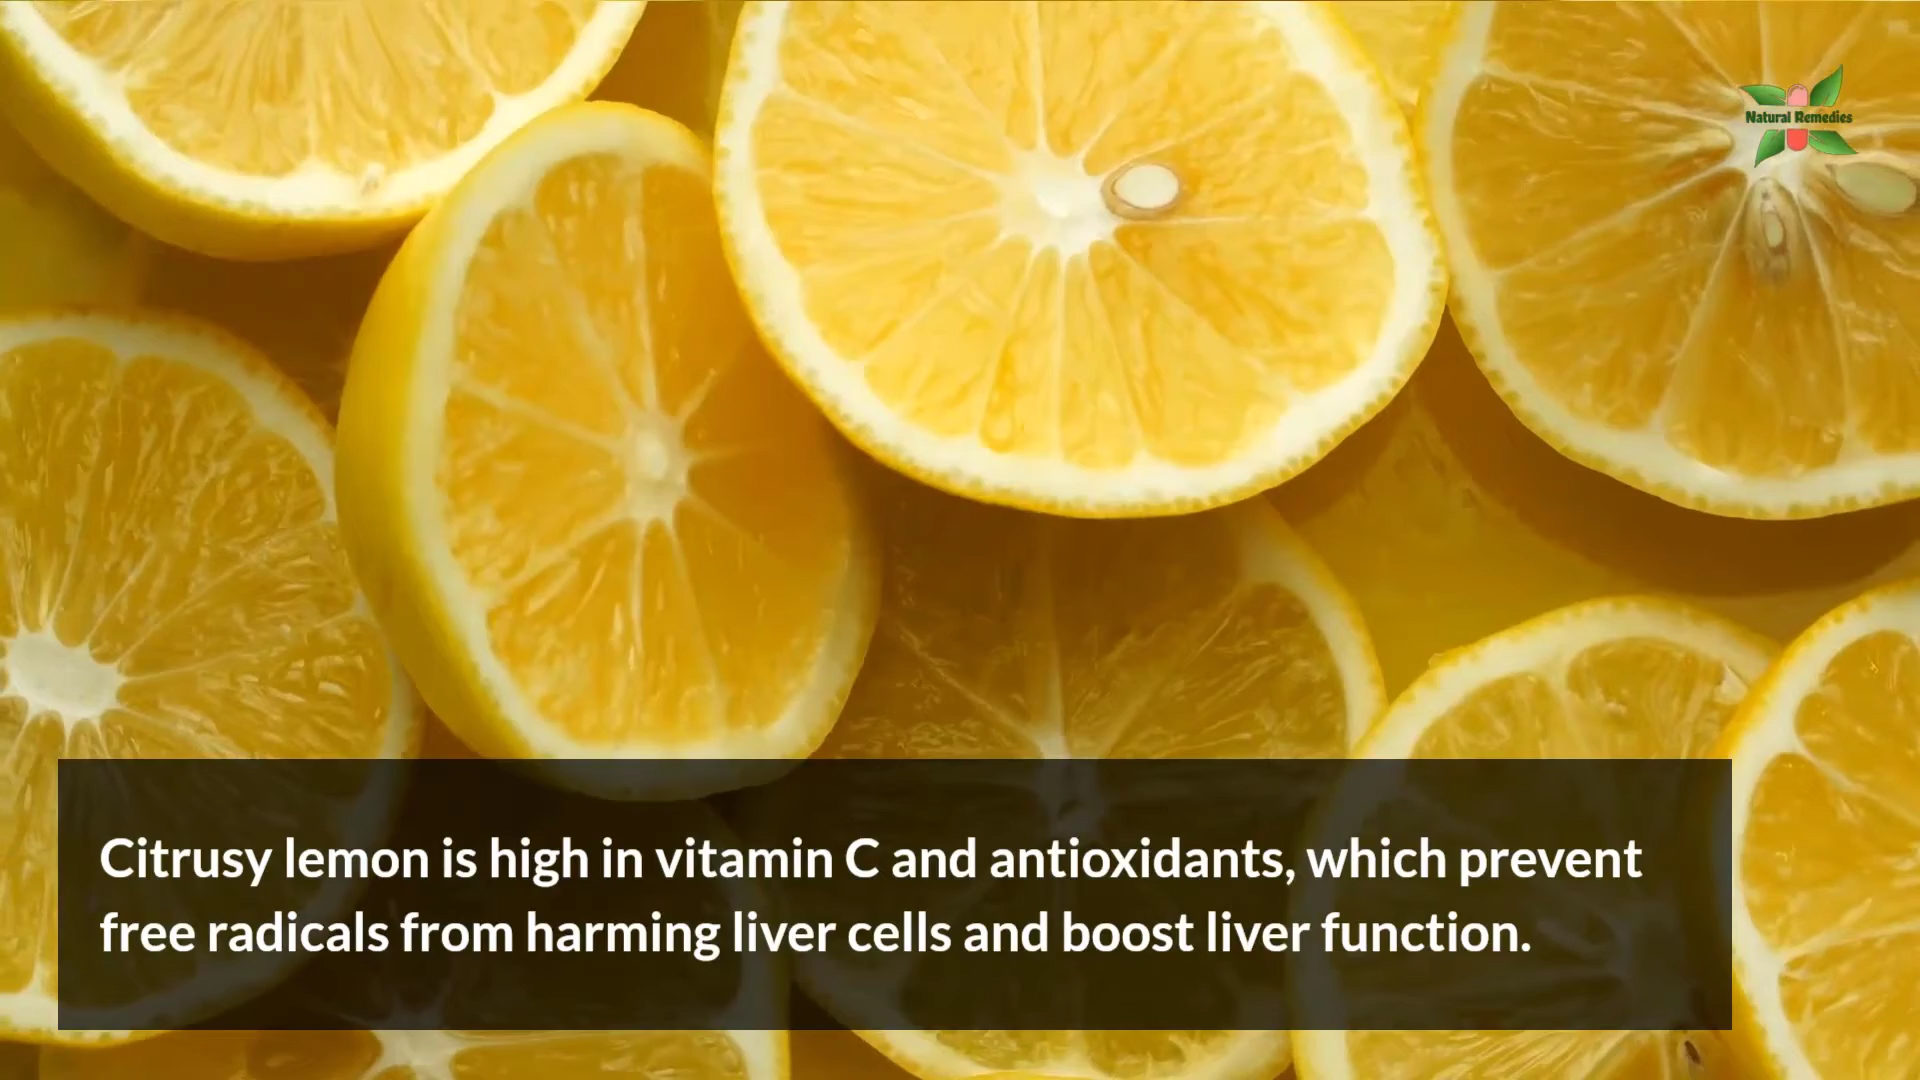 Natural Remedies
Citrusy lemon is high in vitamin C and antioxidants, which prevent
free radicals from harming liver cells and boost liver function.